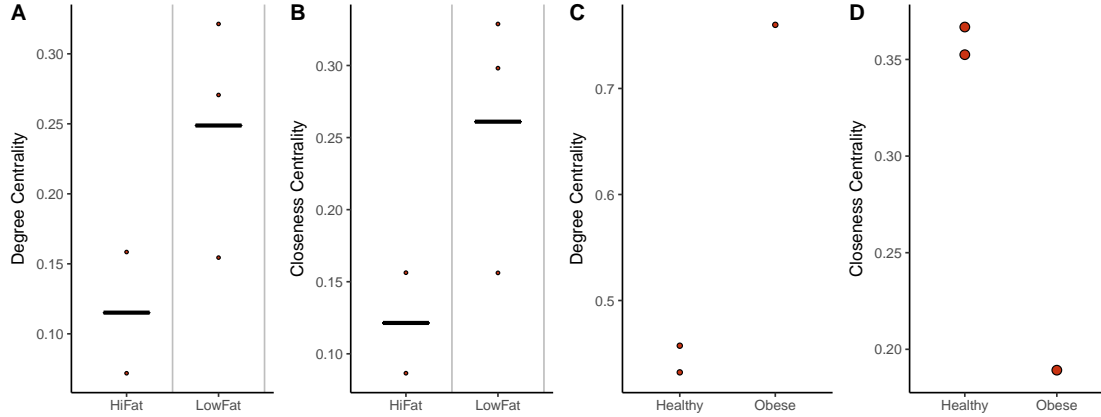 A
Degree Centrality
0.30
0.25
0.20
0.15
0.10
HiFat LowFat
B
Closeness Centrality
0.30
0.25
0.20
0.15
0.10
HiFat LowFat
C
Degree Centrality
0.7
0.6
0.5
Healthy Obese
D
Closeness Centrality
0.35
0.30
0.25
0.20
Healthy Obese